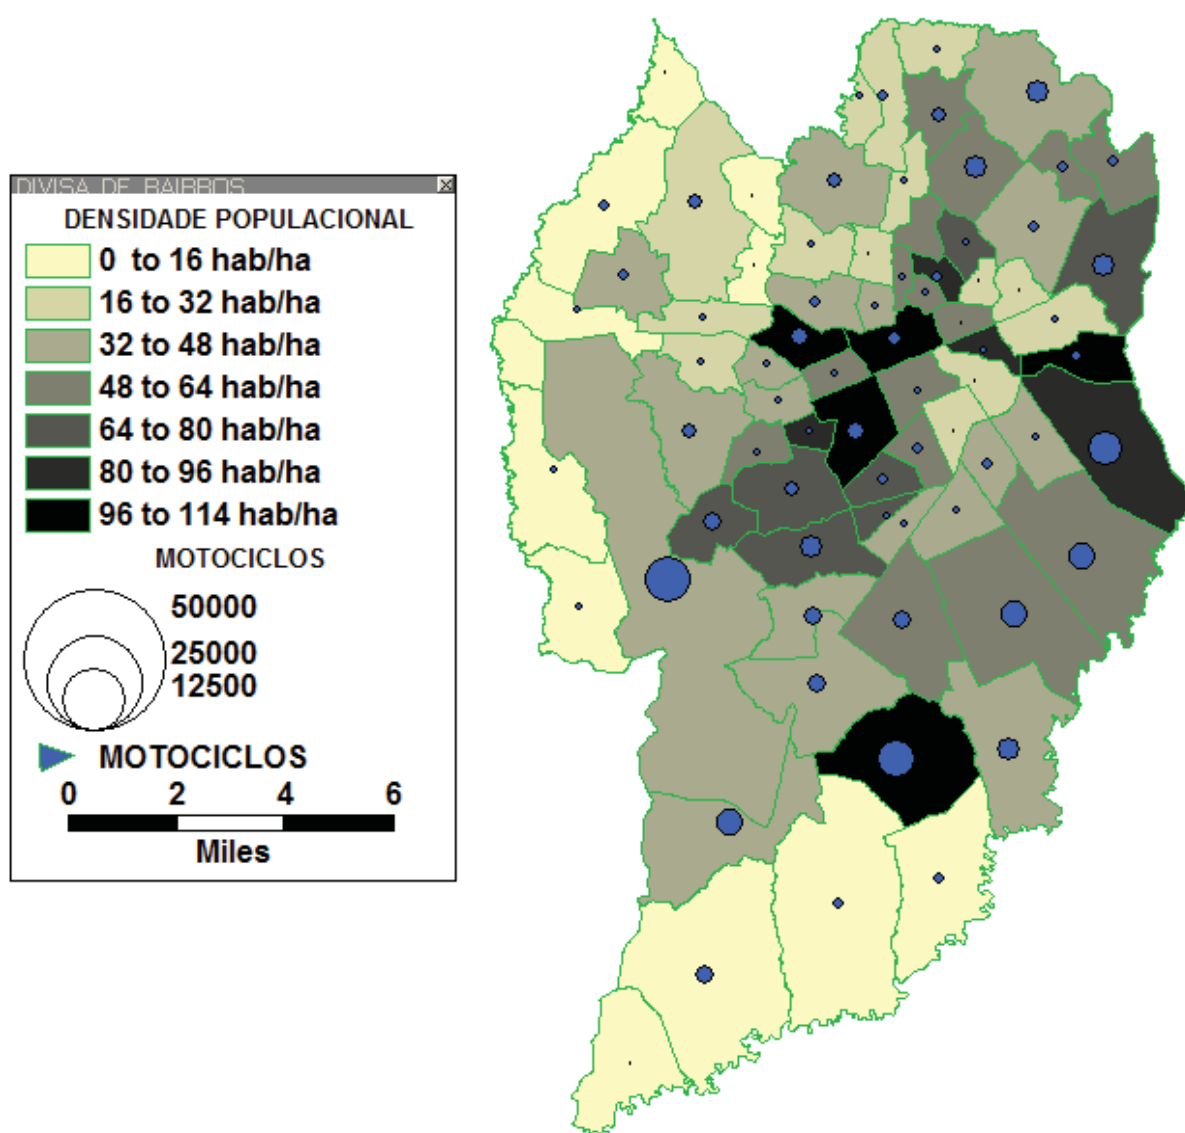 DIVISA DE BAIRROS
DENSIDADE POPULACIONAL
0 to 16 hab/ha
16 to 32 hab/ha
32 to 48 hab/ha
48 to 64 hab/ha
64 to 80 hab/ha
80 to 96 hab/ha
96 to 114 hab/ha
MOTOCICLOS
50000
25000
12500
MOTOCICLOS
0 2 4 6
Miles